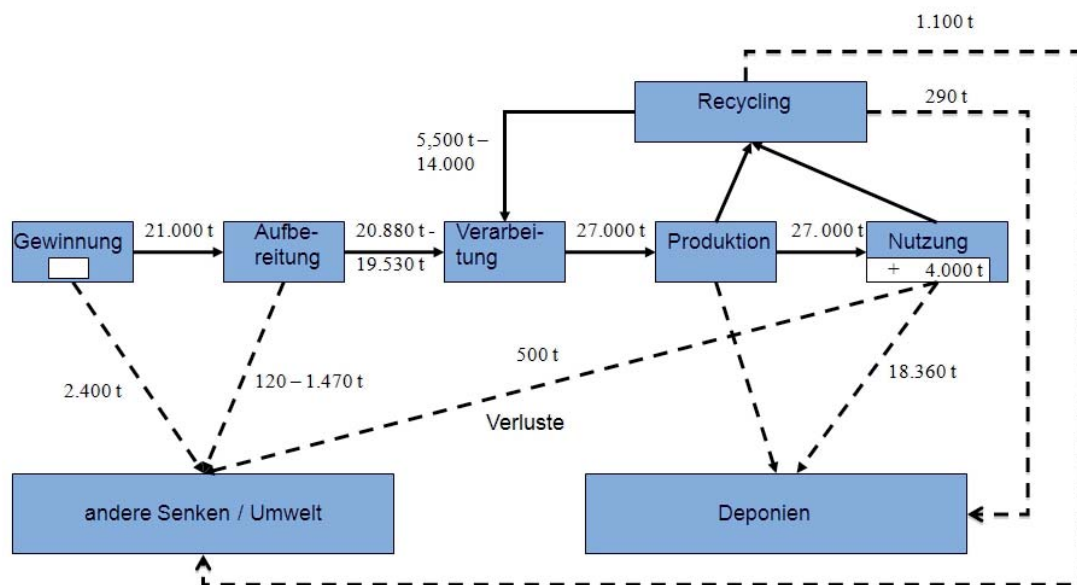 1.100 t
Recycling
290 t
5,500 t –
14.000
Gewinnung
21.000 t
Aufbe-
reitung
20.880 t -
19.530 t
Verarbei-
tung
27.000 t
Produktion
27. 000 t
Nutzung
+ 4.000 t
2.400 t
120 – 1.470 t
500 t
18.360 t
Verluste
andere Senken / Umwelt
Deponien